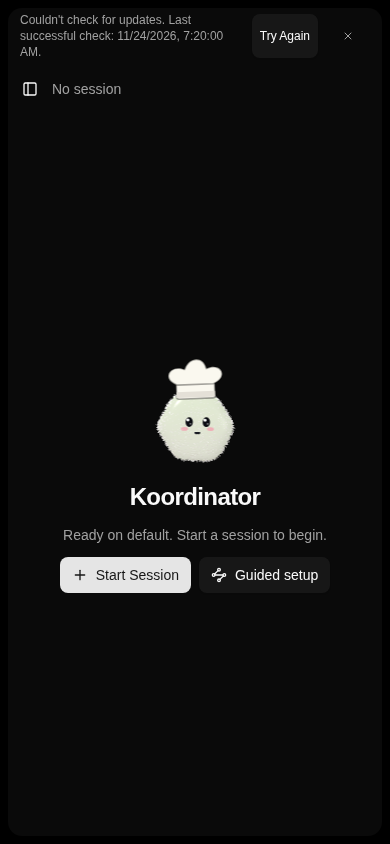 Couldn't check for updates. Last
successful check: 11/24/2026, 7:20:00
AM.
Try Again
No session
Koordinator
Ready on default. Start a session to begin.
Start Session
Guided setup